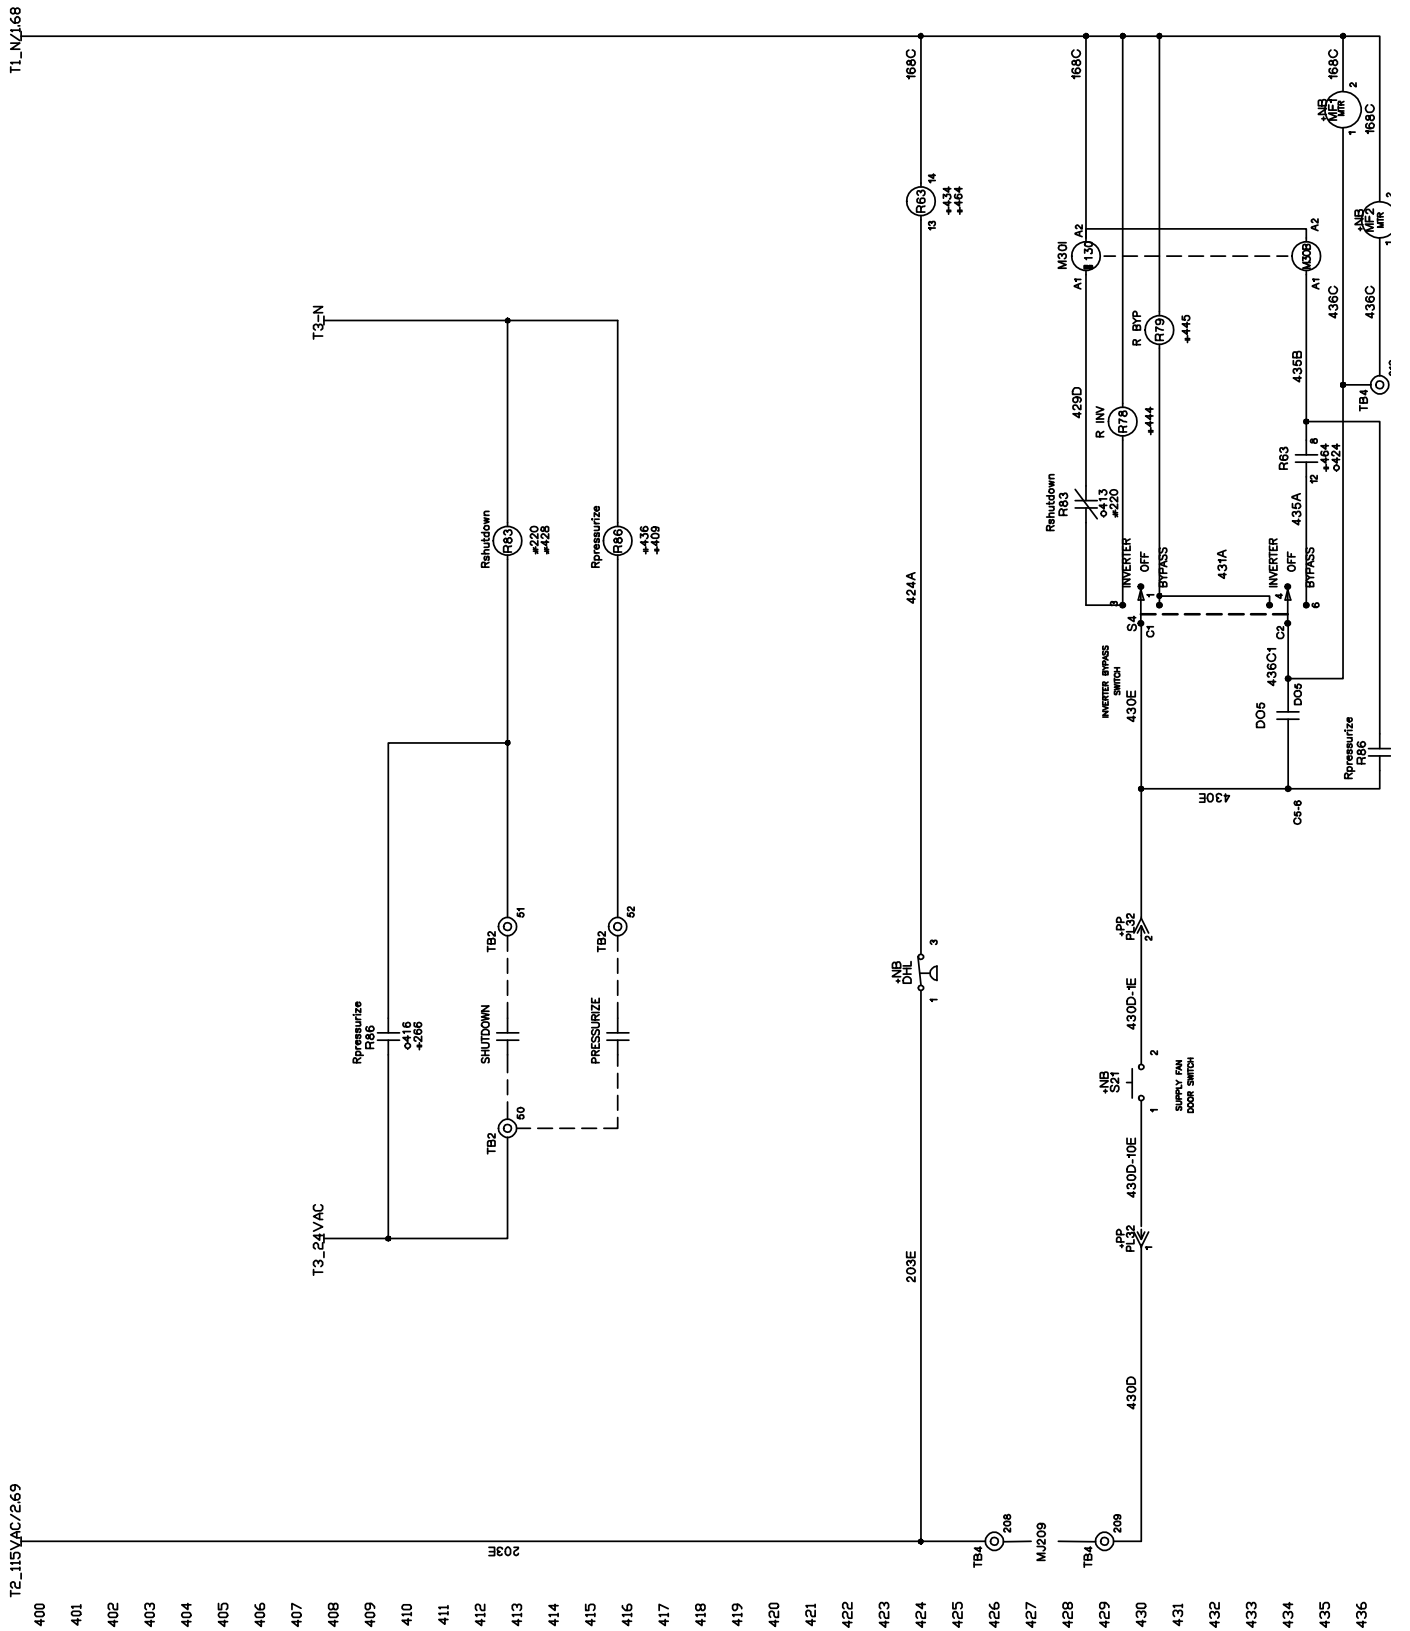 T2_115VAC/2.69
T1_N/1.68
400
401
402
403
404
405
406
407
T3_24VAC
T3-N
408
409
Rpressurize
R86
o416
+266
410
411
412
203E
TB2
50
SHUTDOWN
TB2
51
Rshutdown
R83
#220
#428
413
414
415
PRESSURIZE
TB2
52
Rpressurize
R86
+436
+409
416
417
418
419
420
421
422
423
203E
+NB
DHL
1
3
424A
13
R63
14
+434
+464
168C
424
425
TB4
208
426
MJ209
427
Rshutdown
R83
o413
#220
429D
M30I
A1
A2
168C
428
TB4
209
R INV
R78
+444
429
430D
+PP
PL32
1
430D-10E
+NB
S21
1
2
SUPPLY FAN
DOOR SWITCH
430D-1E
+PP
PL32
2
430E
INVERTER BYPASS
SWITCH
S4
C1
3
INVERTER
OFF
1
BYPASS
R BYP
R79
+445
430
431
430E
431A
432
433
C5-6
DO5
DO5
436C1
C2
INVERTER
4
OFF
BYPASS
6
434
435A
R63
12
8
+464
o424
435B
M30B
A1
A2
435
436C
+NB
MF1
MTR
1
2
168C
Rpressurize
R86
TB4
436C
+NB
MF2
MTR
1
168C
436